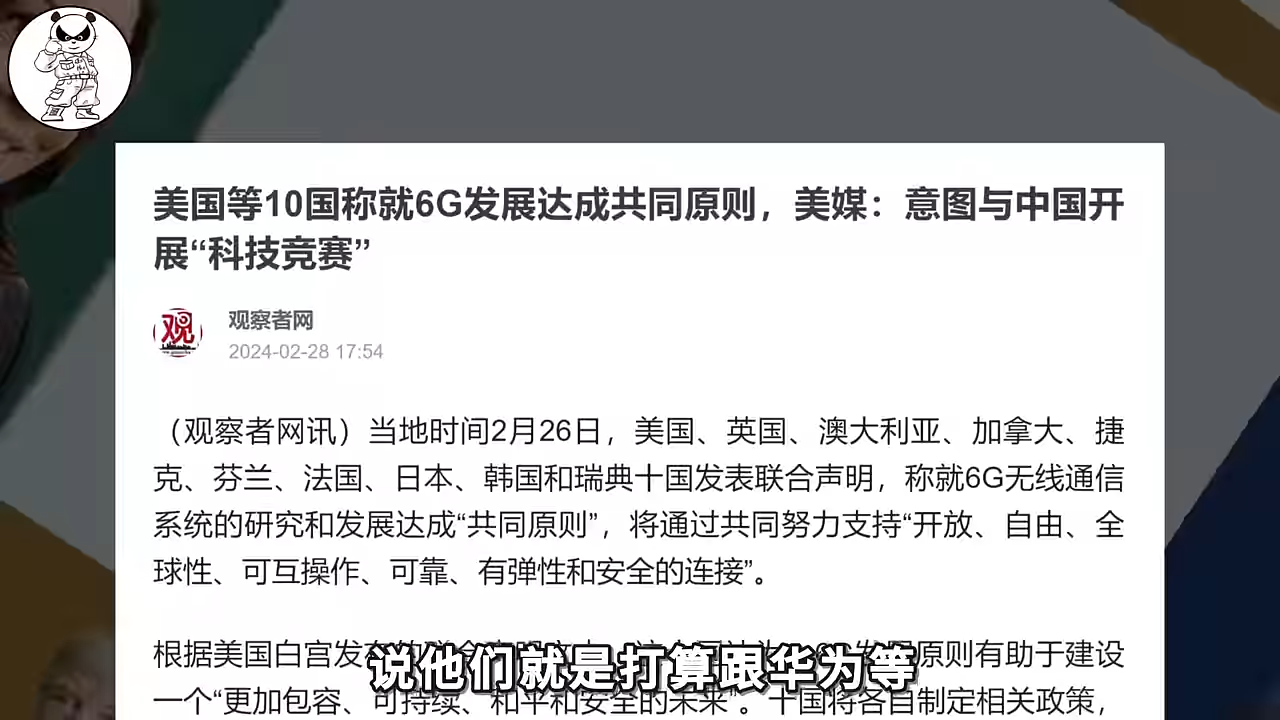 美国等10国称就6G发展达成共同原则，美媒：意图与中国开
展“科技竞赛”
观
观察者网
2024-02-28 17:54
（观察者网讯）当地时间2月26日，美国、英国、澳大利亚、加拿大、捷
克、芬兰、法国、日本、韩国和瑞典十国发表联合声明，称就6G无线通信
系统的研究和发展达成“共同原则”，将通过共同努力支持“开放、自由、全
球性、可互操作、可靠、有弹性和安全的连接”。
根据美国白宫发布的 原则有助于建设
说他们就是打算跟华为等
一个“更加包容、可持续、和平和安全的未来”。十国将各自制定相关政策，